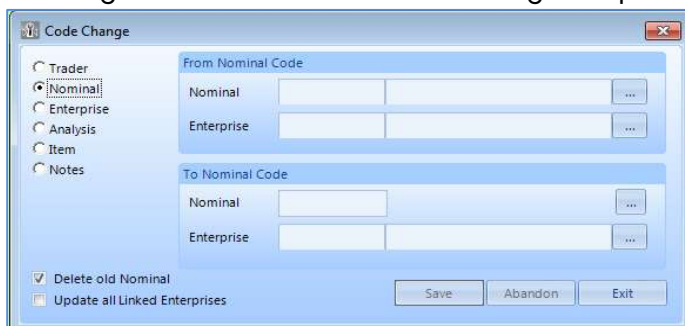 Code Change
Trader
Nominal
Enterprise
Analysis
Item
Notes
From Nominal Code
Nominal ...
Enterprise ...
To Nominal Code
Nominal ...
Enterprise ...
Delete old Nominal
Update all Linked Enterprises
Save Abandon Exit